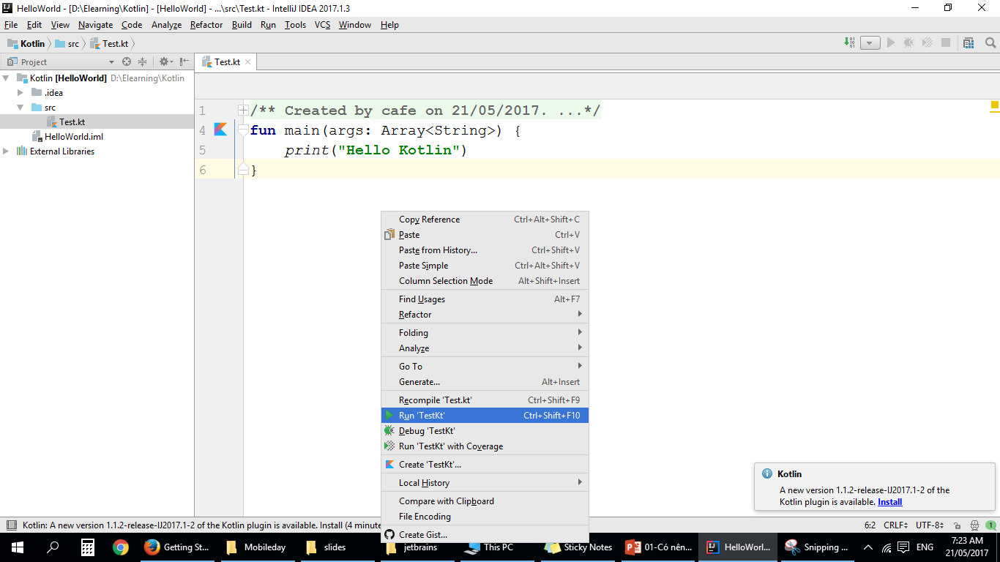 HelloWorld - [D:\Elearning\Kotlin] - [HelloWorld] - ...\src\Test.kt - IntelliJ IDEA 2017.1.3
File Edit View Navigate Code Analyze Refactor Build Run Tools VCS Window Help
Kotlin src Test.kt
Project
Test.kt
Kotlin [HelloWorld] D:\Elearning\Kotlin
.idea
src
Test.kt
HelloWorld.iml
External Libraries
1 /** Created by cafe on 21/05/2017. ...*/
4 fun main(args: Array<String>) {
5 print("Hello Kotlin")
6 }
Copy Reference Ctrl+Alt+Shift+C
Paste Ctrl+V
Paste from History... Ctrl+Shift+V
Paste Simple Ctrl+Alt+Shift+V
Column Selection Mode Alt+Shift+Insert
Find Usages Alt+F7
Refactor
Folding
Analyze
Go To
Generate... Alt+Insert
Recompile 'Test.kt' Ctrl+Shift+F9
Run 'TestKt' Ctrl+Shift+F10
Debug 'TestKt'
Run 'TestKt' with Coverage
Create 'TestKt'...
Local History
Compare with Clipboard
File Encoding
Create Gist...
Kotlin
A new version 1.1.2-release-IJ2017.1-2 of the
Kotlin plugin is available. Install
Kotlin: A new version 1.1.2-release-IJ2017.1-2 of the Kotlin plugin is available. Install (4 minute
6:2 CRLF UTF-8 1
Getting St... Mobileday slides jetbrains This PC Sticky Notes 01-Có nên... HelloWorl... Snipping ... ENG
7:23 AM
21/05/2017